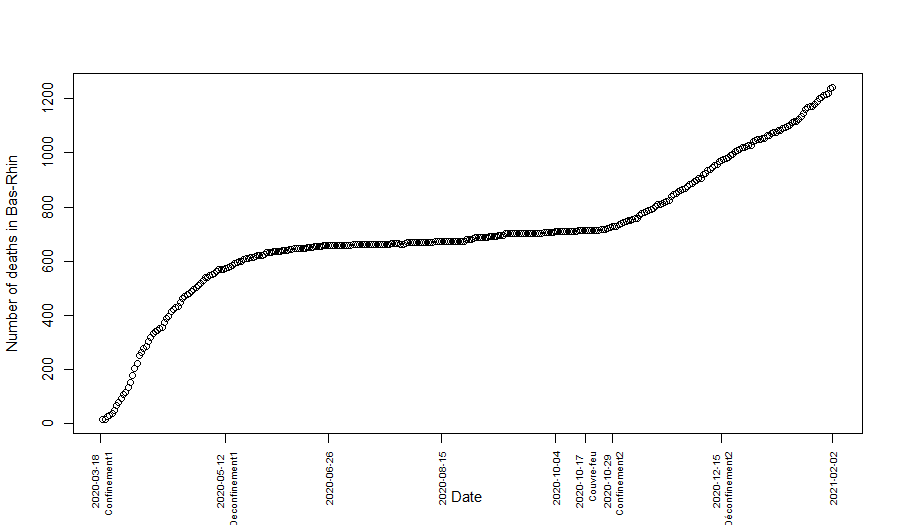 Number of deaths in Bas-Rhin
1200
1000
800
600
400
200
0
2020-03-18
Confinement1
2020-05-12
Deconfinement1
2020-06-26
2020-08-15
2020-10-04
2020-10-17
Couvre-feu
2020-10-29
Confinement2
2020-12-15
Déconfinement2
2021-02-02
Date